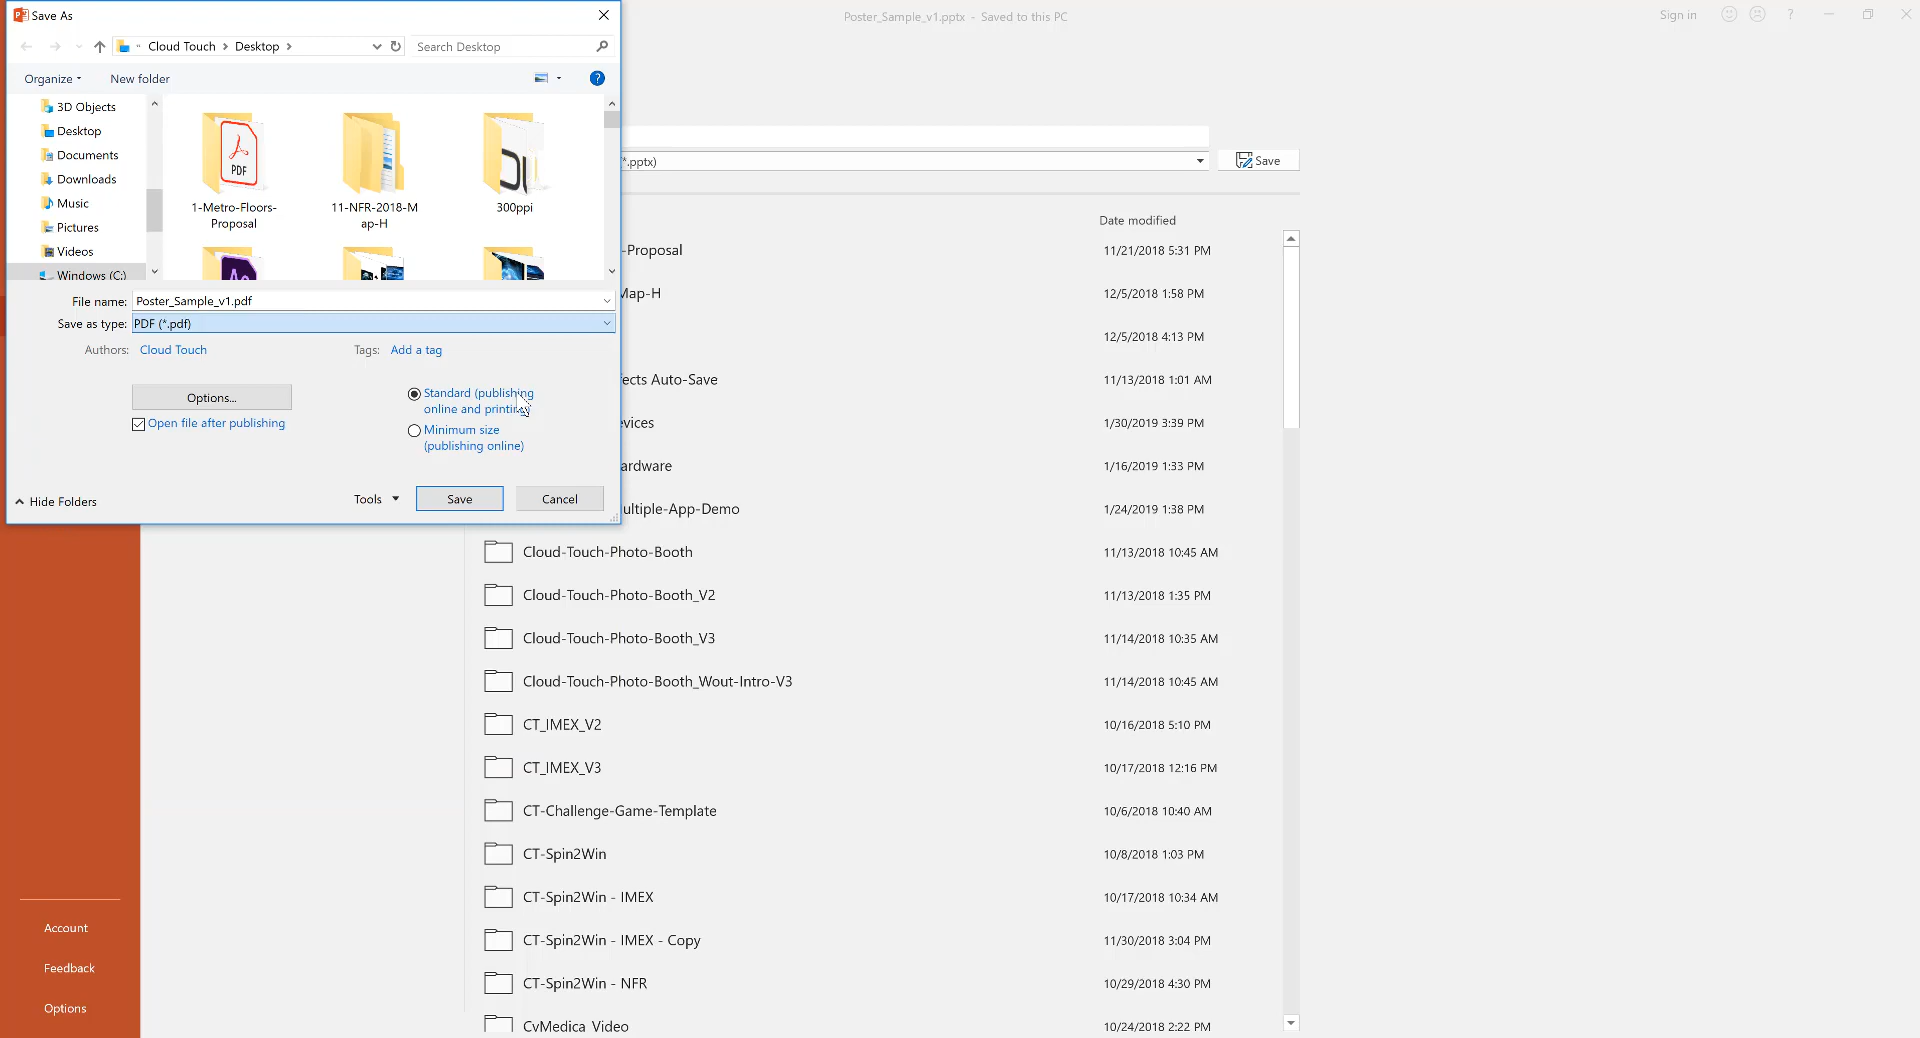 Save As
Poster_Sample_v1.pptx - Saved to this PC
Sign in
?
Cloud Touch > Desktop >
Search Desktop
Organize
New folder
?
3D Objects
Desktop
Documents
Downloads
Music
Pictures
Videos
Windows (C:)
PDF
1-Metro-Floors-
Proposal
11-NFR-2018-M
ap-H
300ppi
File name: Poster_Sample_v1.pdf
Save as type: PDF (*.pdf)
Authors: Cloud Touch
Tags: Add a tag
Options...
Open file after publishing
Standard (publishing
online and printing)
Minimum size
(publishing online)
Hide Folders
Tools
Save
Cancel
*.pptx)
Save
Date modified
-Proposal 11/21/2018 5:31 PM
Map-H 12/5/2018 1:58 PM
12/5/2018 4:13 PM
fects Auto-Save 11/13/2018 1:01 AM
evices 1/30/2019 3:39 PM
ardware 1/16/2019 1:33 PM
ultiple-App-Demo 1/24/2019 1:38 PM
Cloud-Touch-Photo-Booth 11/13/2018 10:45 AM
Cloud-Touch-Photo-Booth_V2 11/13/2018 1:35 PM
Cloud-Touch-Photo-Booth_V3 11/14/2018 10:35 AM
Cloud-Touch-Photo-Booth_Wout-Intro-V3 11/14/2018 10:45 AM
CT_IMEX_V2 10/16/2018 5:10 PM
CT_IMEX_V3 10/17/2018 12:16 PM
CT-Challenge-Game-Template 10/6/2018 10:40 AM
CT-Spin2Win 10/8/2018 1:03 PM
CT-Spin2Win - IMEX 10/17/2018 10:34 AM
CT-Spin2Win - IMEX - Copy 11/30/2018 3:04 PM
CT-Spin2Win - NFR 10/29/2018 4:30 PM
CyMedica Video 10/24/2018 2:22 PM
Account
Feedback
Options